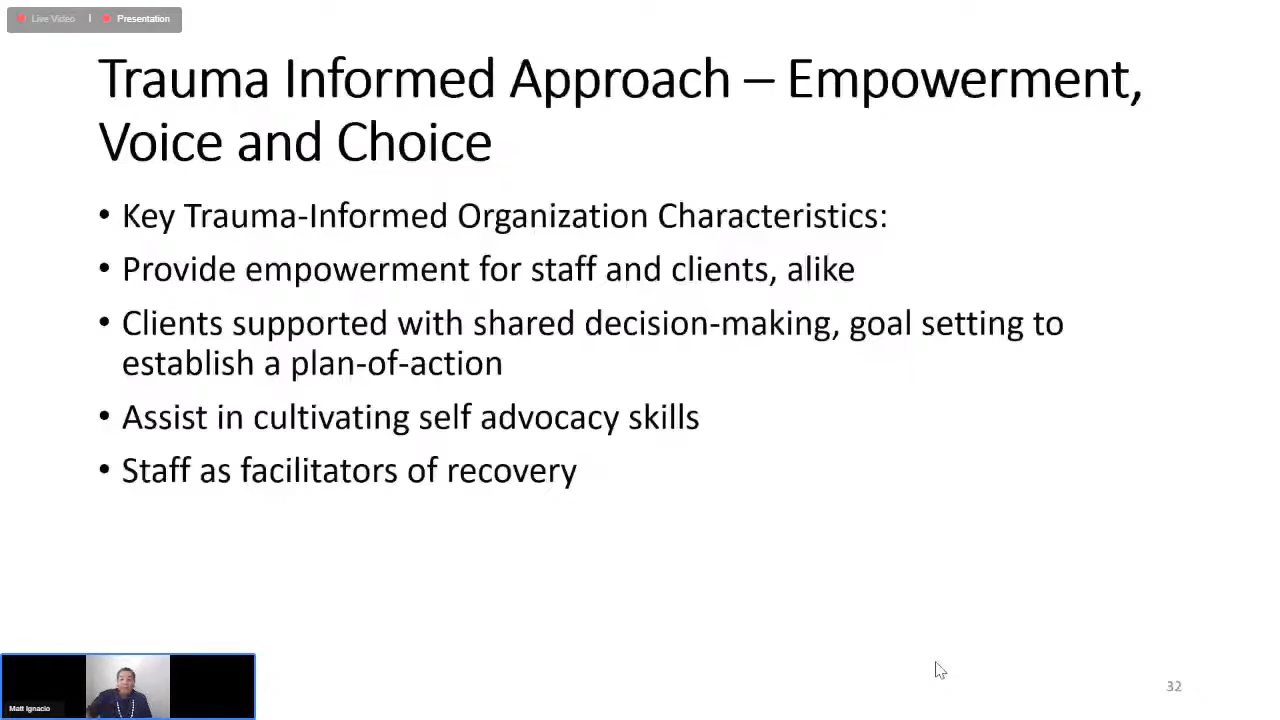 Live Video | Presentation
Trauma Informed Approach – Empowerment,
Voice and Choice
• Key Trauma-Informed Organization Characteristics:
• Provide empowerment for staff and clients, alike
• Clients supported with shared decision-making, goal setting to
establish a plan-of-action
• Assist in cultivating self advocacy skills
• Staff as facilitators of recovery
Matt Ignacio
32